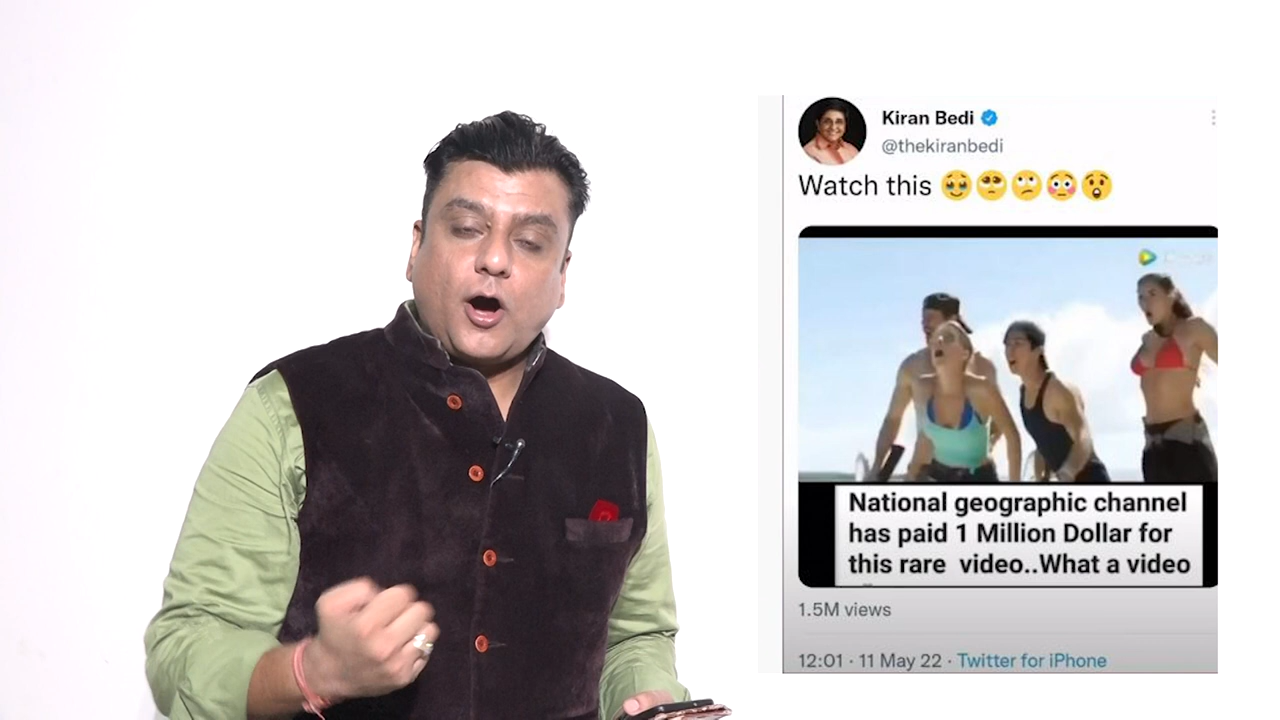 Kiran Bedi
@thekiranbedi
Watch this 🥹🥺🙄😳😲
National geographic channel
has paid 1 Million Dollar for
this rare video..What a video
1.5M views
12:01 · 11 May 22 · Twitter for iPhone